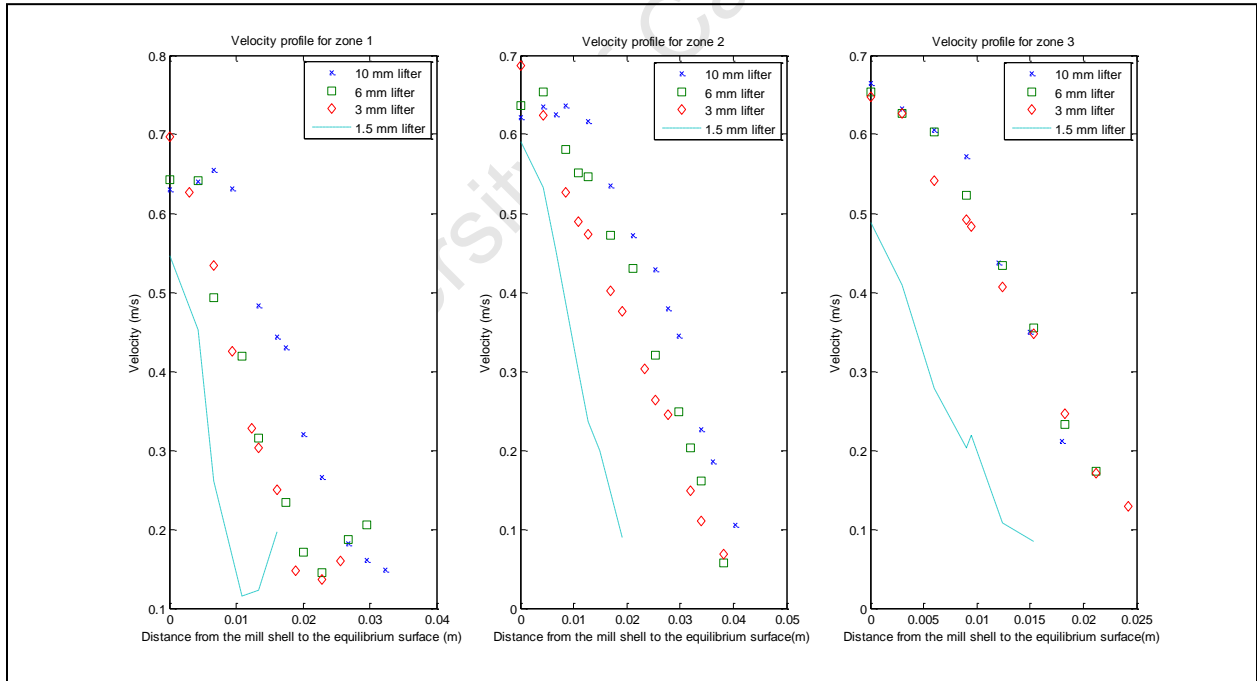 Velocity profile for zone 1
0.8
0.7
0.6
0.5
0.4
0.3
0.2
0.1
Velocity (m/s)
0
0.01
0.02
0.03
0.04
Distance from the mill shell to the equilibrium surface (m)
10 mm lifter
6 mm lifter
3 mm lifter
1.5 mm lifter
Velocity profile for zone 2
0.7
0.6
0.5
0.4
0.3
0.2
0.1
0
Velocity (m/s)
0
0.01
0.02
0.03
0.04
0.05
Distance from the mill shell to the equilibrium surface(m)
10 mm lifter
6 mm lifter
3 mm lifter
1.5 mm lifter
Velocity profile for zone 3
0.7
0.6
0.5
0.4
0.3
0.2
0.1
0
Velocity (m/s)
0
0.005
0.01
0.015
0.02
0.025
Distance from the mill shell to the equilibrium surface (m)
10 mm lifter
6 mm lifter
3 mm lifter
1.5 mm lifter